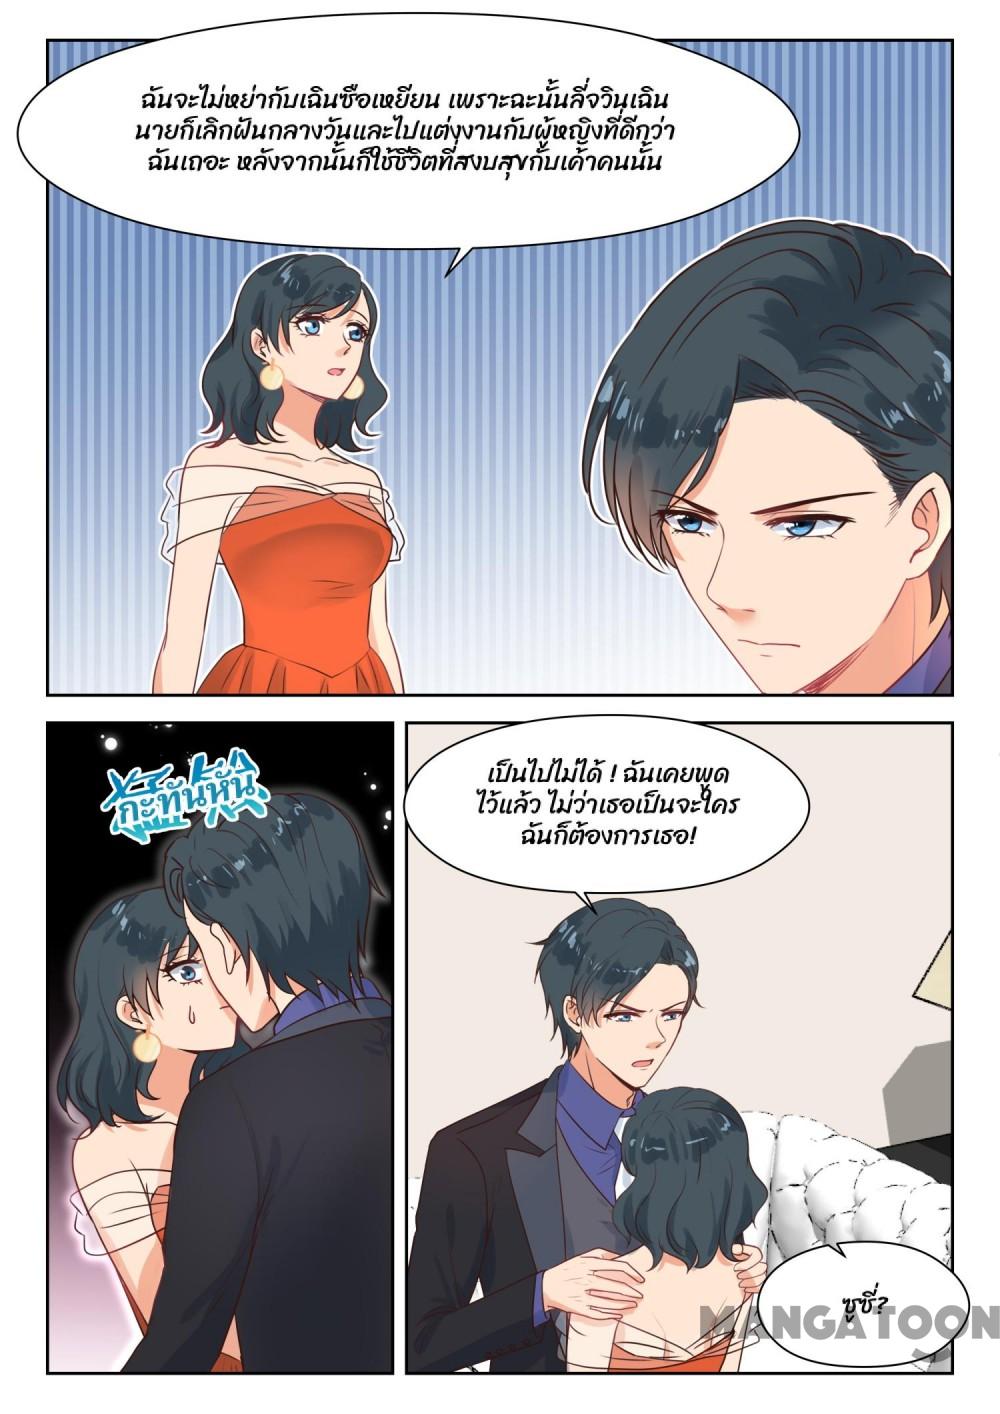 ฉันจะไม่หย่ากับเฉินซือเหยียน เพราะฉะนั้นลี่จวินเฉิน
นายก็เลิกฝันกลางวันและไปแต่งงานกับผู้หญิงที่ดีกว่า
ฉันเถอะ หลังจากนั้นก็ใช้ชีวิตที่สงบสุขกับเค้าคนนั้น
กะทันหัน
เป็นไปไม่ได้ ! ฉันเคยพูด
ไว้แล้ว ไม่ว่าเธอเป็นจะใคร
ฉันก็ต้องการเธอ!
ซูซี่?
MANGATOON